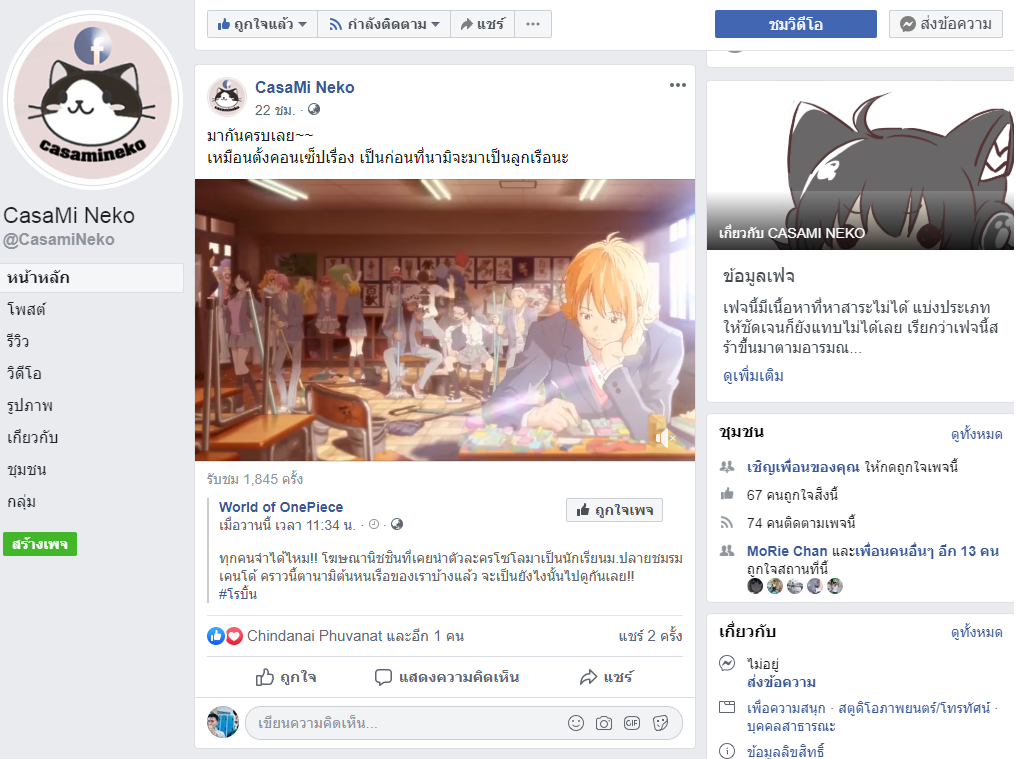 casamineko
CasaMi Neko
@CasamiNeko
หน้าหลัก
โพสต์
รีวิว
วิดีโอ
รูปภาพ
เกี่ยวกับ
ชุมชน
กลุ่ม
สร้างเพจ
ถูกใจแล้ว
กำลังติดตาม
แชร์
ชมวิดีโอ
ส่งข้อความ
CasaMi Neko
22 ชม. ·
มากันครบเลย~~
เหมือนตั้งคอนเซ็ปเรื่อง เป็นก่อนที่นามิจะมาเป็นลูกเรือนะ
รับชม 1,845 ครั้ง
World of OnePiece
เมื่อวานนี้ เวลา 11:34 น. ·
ถูกใจเพจ
ทุกคนจำได้ไหม!! โฆษณานิชชินที่เคยนำตัวละครโซโลมาเป็นนักเรียนม.ปลายชมรม
เคนโด้ คราวนี้ตานามิต้นหนเรือของเราบ้างแล้ว จะเป็นยังไงนั้นไปดูกันเลย!!
#โรบิ้น
Chindanai Phuvanat และอีก 1 คน
แชร์ 2 ครั้ง
ถูกใจ
แสดงความคิดเห็น
แชร์
เขียนความคิดเห็น...
GIF
เกี่ยวกับ CASAMI NEKO
ข้อมูลเฟจ
เฟจนี้มีเนื้อหาที่หาสาระไม่ได้ แบ่งประเภท
ให้ชัดเจนก็ยังแทบไม่ได้เลย เรียกว่าเฟจนี้ส
ร้าขึ้นมาตามอารมณ...
ดูเพิ่มเติม
ชุมชน
ดูทั้งหมด
เชิญเพื่อนของคุณ ให้กดถูกใจเพจนี้
67 คนถูกใจสิ่งนี้
74 คนติดตามเพจนี้
MoRie Chan และเพื่อนคนอื่นๆ อีก 13 คน
ถูกใจสถานที่นี้
เกี่ยวกับ
ดูทั้งหมด
ไม่อยู่
ส่งข้อความ
เพื่อความสนุก · สตูดิโอภาพยนตร์/โทรทัศน์ ·
บุคคลสาธารณะ
ข้อมูลลิขสิทธิ์